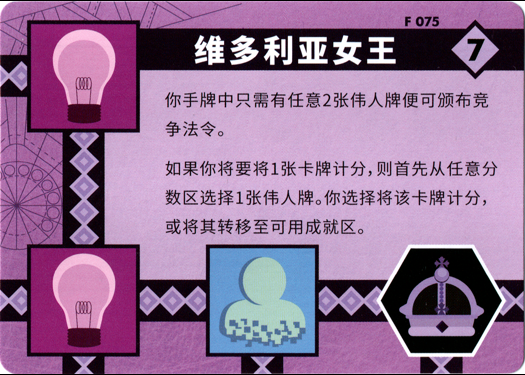 F 075
维多利亚女王
7
你手牌中只需有任意2张伟人牌便可颁布竞
争法令。
如果你将要将1张卡牌计分,则首先从任意分
数区选择1张伟人牌。你选择将该卡牌计分,
或将其转移至可用成就区。